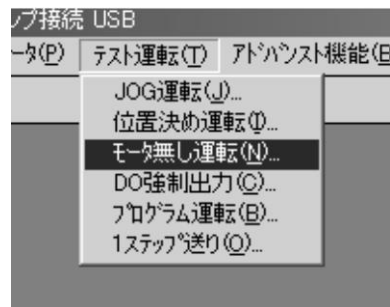 プ接続 USB
ータ(P) テスト運転(T) アドバンスト機能(B
JOG運転(J)...
位置決め運転(I)...
モータ無し運転(N)...
DO強制出力(C)...
プログラム運転(B)...
1ステップ送り(O)...